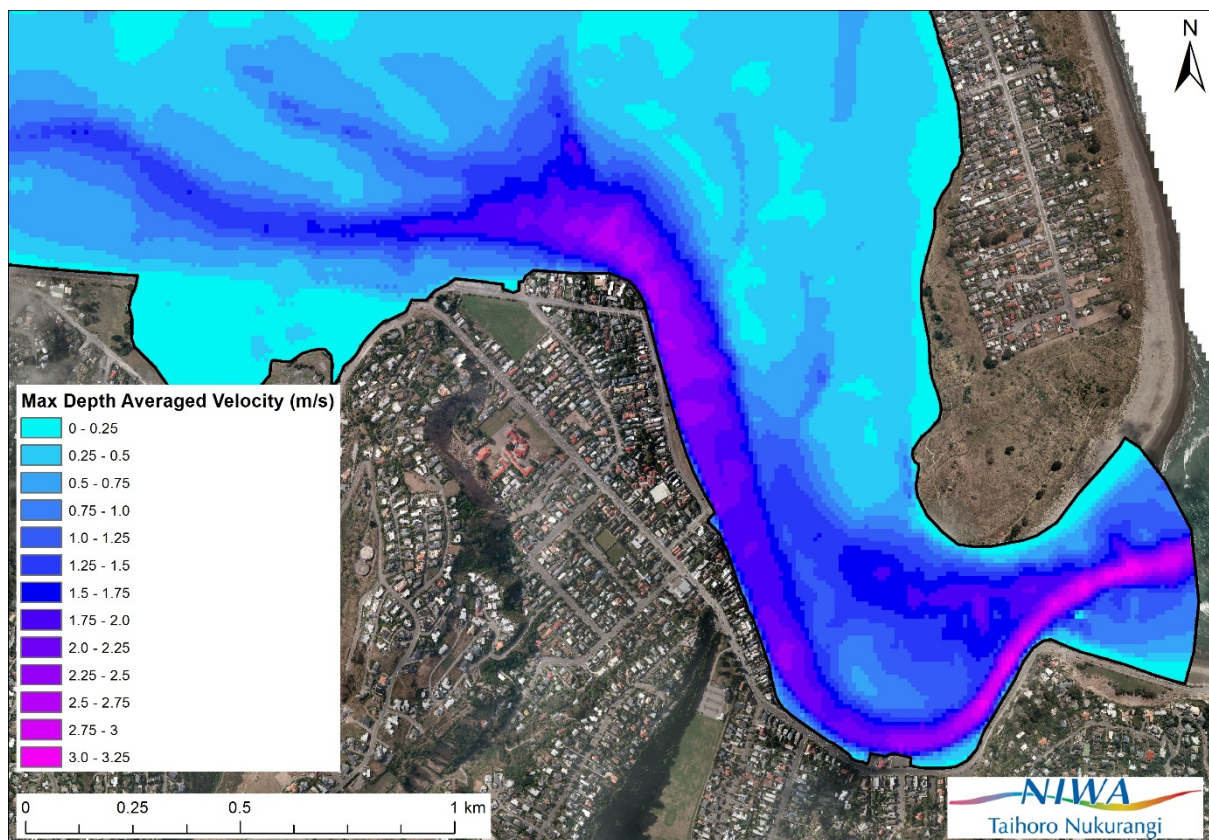 N
Max Depth Averaged Velocity (m/s)
0 - 0.25
0.25 - 0.5
0.5 - 0.75
0.75 - 1.0
1.0 - 1.25
1.25 - 1.5
1.5 - 1.75
1.75 - 2.0
2.0 - 2.25
2.25 - 2.5
2.5 - 2.75
2.75 - 3
3.0 - 3.25
0 0.25 0.5 1 km
NIWA
Taihoro Nukurangi